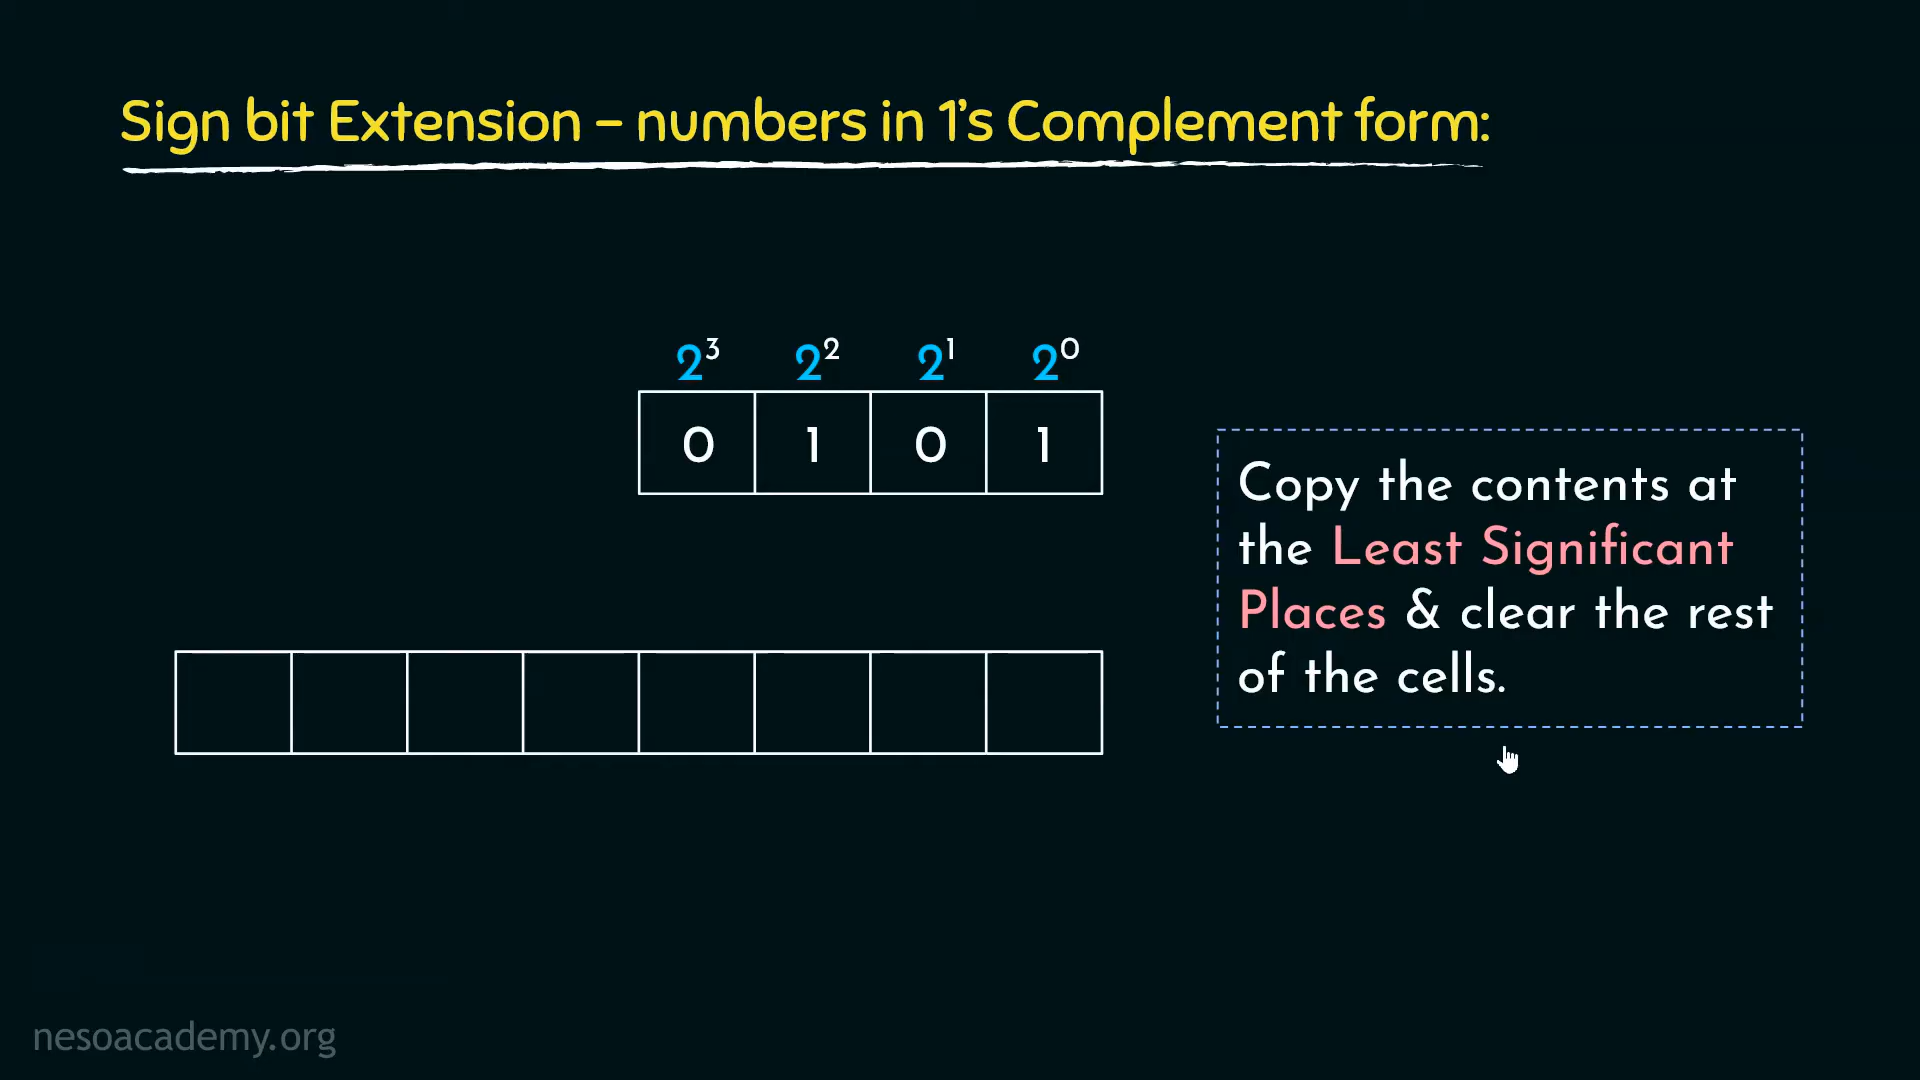 Sign bit Extension – numbers in 1's Complement form:
2³ 2² 2¹ 2⁰
0 1 0 1
Copy the contents at
the Least Significant
Places & clear the rest
of the cells.
nesoacademy.org